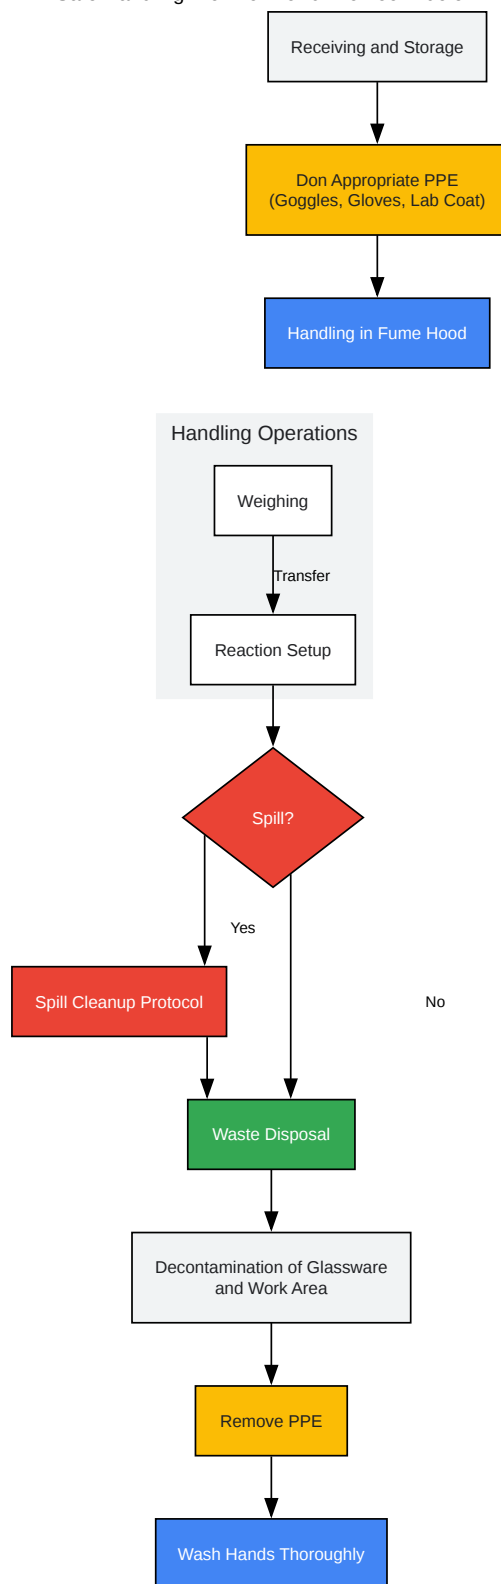 Receiving and Storage
Don Appropriate PPE
(Goggles, Gloves, Lab Coat)
Handling in Fume Hood
Handling Operations
Weighing
Transfer
Reaction Setup
Spill?
Yes
Spill Cleanup Protocol
No
Waste Disposal
Decontamination of Glassware
and Work Area
Remove PPE
Wash Hands Thoroughly